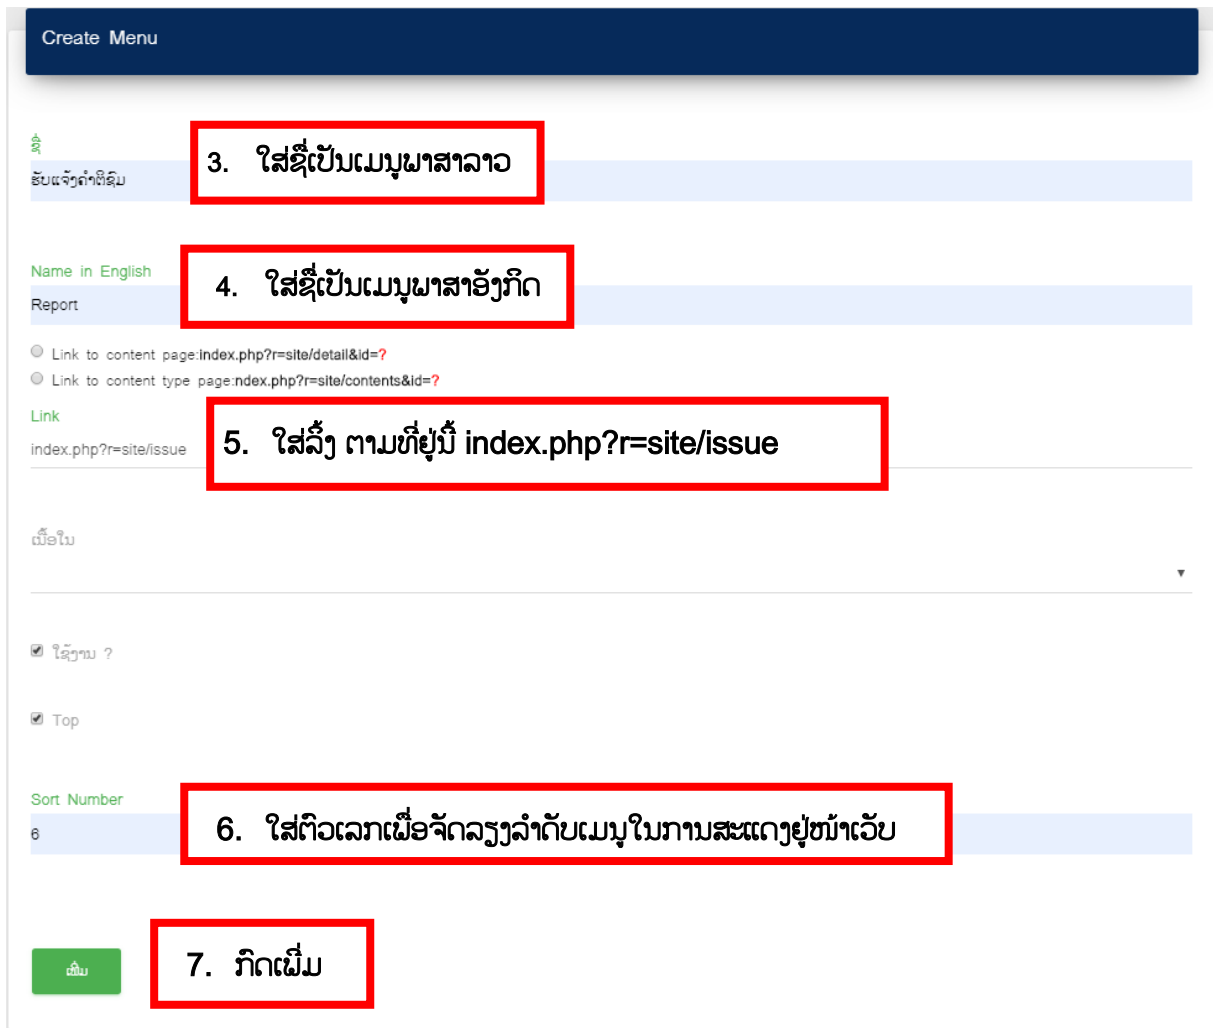 Create Menu
ຊື່
3. ໃສ່ຊື່ເປັນເມນູພາສາລາວ
ຮັບແຈ້ງຄຳຕິຊົມ
Name in English
4. ໃສ່ຊື່ເປັນເມນູພາສາອັງກິດ
Report
Link to content page:index.php?r=site/detail&id=?
Link to content type page:ndex.php?r=site/contents&id=?
Link
5. ໃສ່ລິ້ງ ຕາມທີ່ຢູ່ນີ້ index.php?r=site/issue
index.php?r=site/issue
ເນື້ອໃນ
ໃຊ້ງານ ?
Top
Sort Number
6. ໃສ່ຕົວເລກເພື່ອຈັດລຽງລຳດັບເມນູໃນການສະແດງຢູ່ໜ້າເວັບ
6
7. ກົດເພີ່ມ
ເພີ່ມ